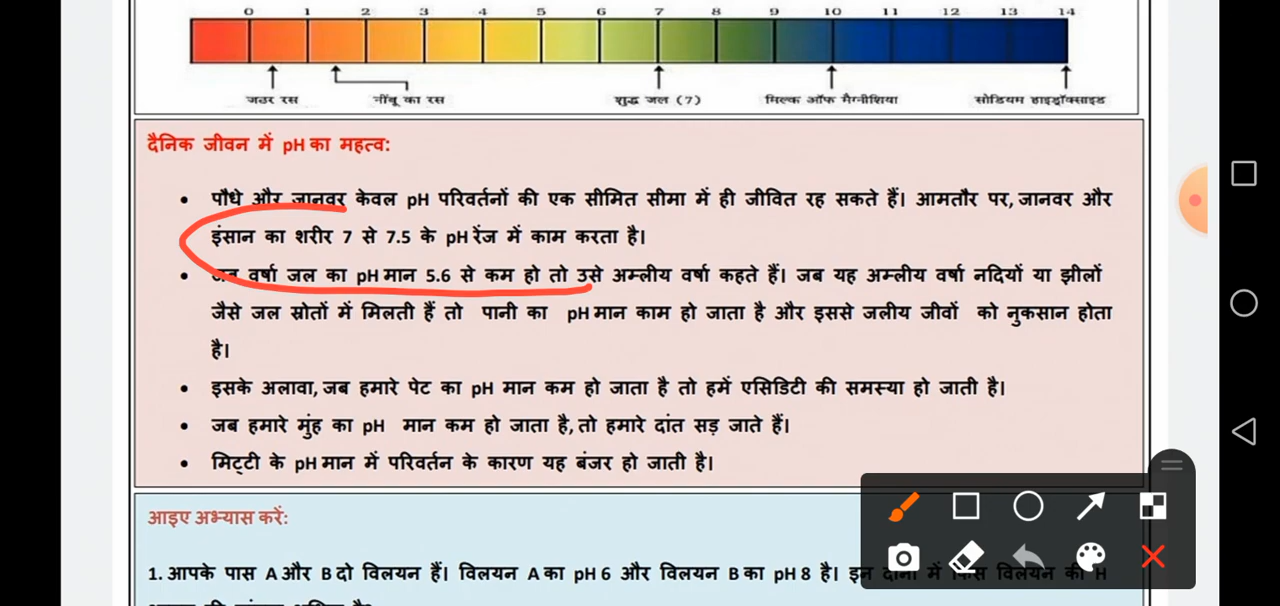 0 1 2 3 4 5 6 7 8 9 10 11 12 13 14
जठर रस नींबू का रस शुद्ध जल (7) मिल्क ऑफ मैग्नीशिया सोडियम हाइड्रॉक्साइड
दैनिक जीवन में pH का महत्व:
• पौधे और जानवर केवल pH परिवर्तनों की एक सीमित सीमा में ही जीवित रह सकते हैं। आमतौर पर, जानवर और
इंसान का शरीर 7 से 7.5 के pH रेंज में काम करता है।
• जब वर्षा जल का pH मान 5.6 से कम हो तो उसे अम्लीय वर्षा कहते हैं। जब यह अम्लीय वर्षा नदियों या झीलों
जैसे जल स्रोतों में मिलती हैं तो पानी का pH मान काम हो जाता है और इससे जलीय जीवों को नुकसान होता
है।
• इसके अलावा, जब हमारे पेट का pH मान कम हो जाता है तो हमें एसिडिटी की समस्या हो जाती है।
• जब हमारे मुंह का pH मान कम हो जाता है, तो हमारे दांत सड़ जाते हैं।
• मिट्टी के pH मान में परिवर्तन के कारण यह बंजर हो जाती है।
आइए अभ्यास करें:
1. आपके पास A और B दो विलयन हैं। विलयन A का pH 6 और विलयन B का pH 8 है। इन दोनों में किस विलयन की H